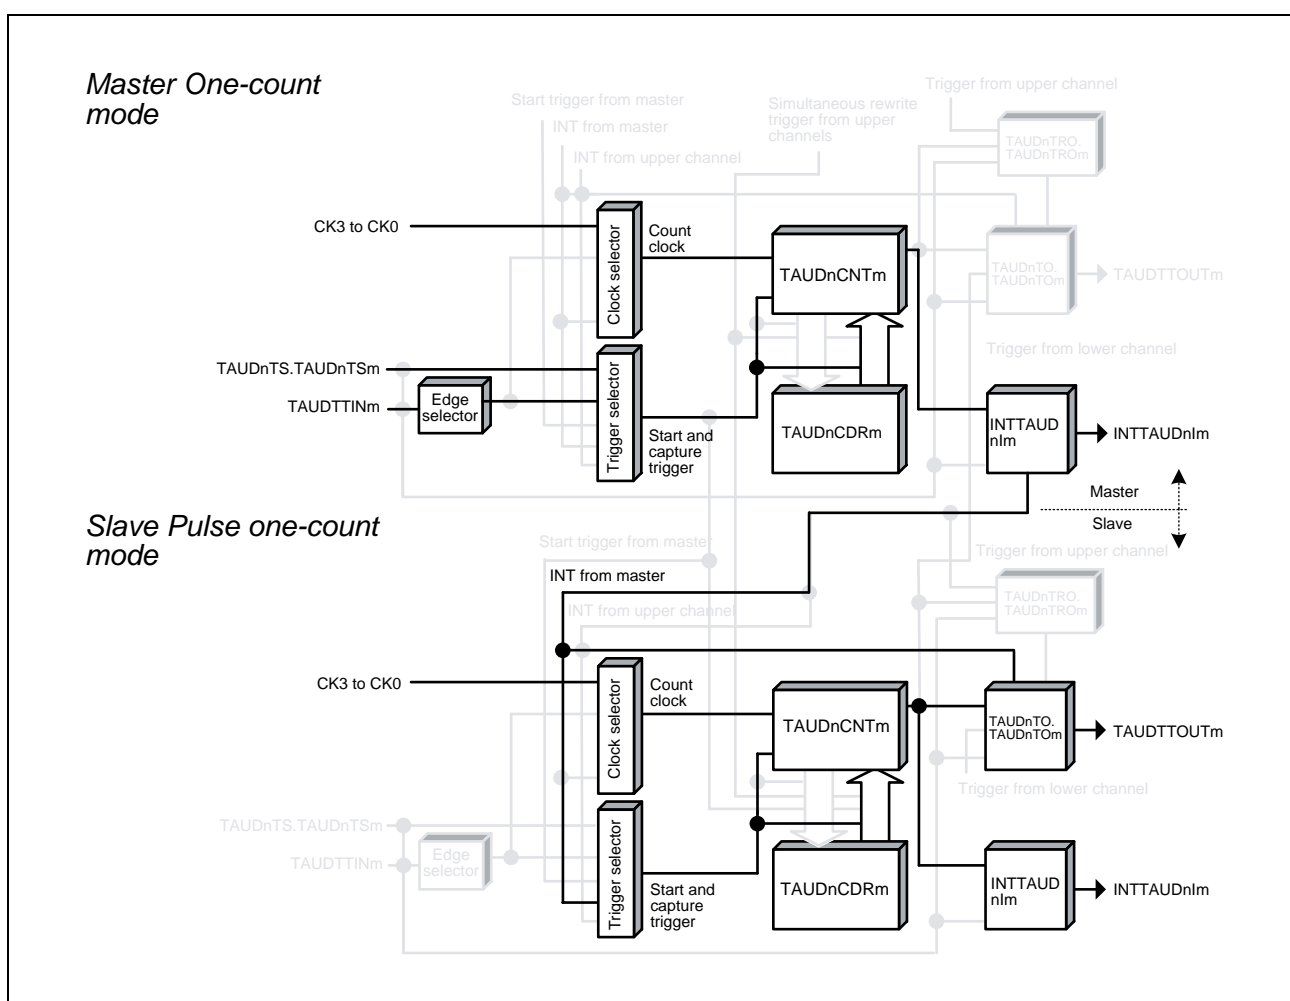 Master One-count
mode
Trigger from upper channel
Start trigger from master
Simultaneous rewrite
trigger from upper
channels
INT from master
INT from upper channel
TAUDnTRO.
TAUDnTROm
CK3 to CK0
Clock selector
Count
clock
TAUDnCNTm
TAUDnTO.
TAUDnTOm
TAUDTTOUTm
Trigger from lower channel
TAUDnTS.TAUDnTSm
TAUDTTINm
Edge
selector
Trigger selector
Start and
capture
trigger
TAUDnCDRm
INTTAUD
nIm
INTTAUDnIm
Master
Slave
Slave Pulse one-count
mode
Start trigger from master
INT from master
INT from upper channel
Trigger from upper channel
TAUDnTRO.
TAUDnTROm
CK3 to CK0
Clock selector
Count
clock
TAUDnCNTm
TAUDnTO.
TAUDnTOm
TAUDTTOUTm
Trigger from lower channel
TAUDnTS.TAUDnTSm
TAUDTTINm
Edge
selector
Trigger selector
Start and
capture
trigger
TAUDnCDRm
INTTAUD
nIm
INTTAUDnIm